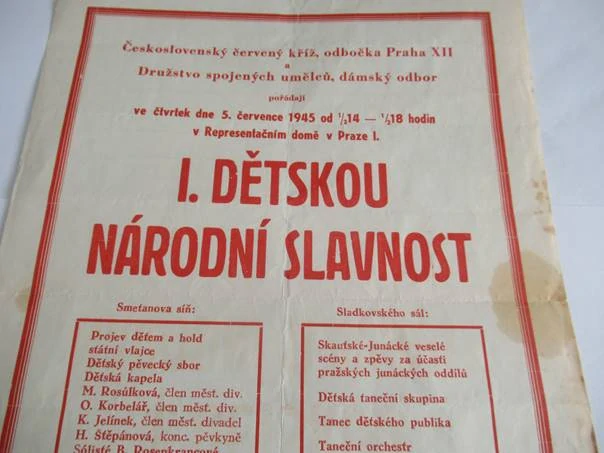 Československý červený kříž, odbočka Praha XII
a
Družstvo spojených umělců, dámský odbor
pořádají
ve čtvrtek dne 5. července 1945 od ½14 — ½18 hodin
v Representačním domě v Praze I.
I. DĚTSKOU
NÁRODNÍ SLAVNOST
Smetanova síň:
Projev dětem a hold
státní vlajce
Dětský pěvecký sbor
Dětská kapela
M. Rosůlková, člen měst. div.
O. Korbelář, člen měst. div.
K. Jelínek, člen měst. divadel
H. Štěpánová, konc. pěvkyně
Sólisté B. Rosenkrancové
Sladkovského sál:
Skautské-Junácké veselé
scény a zpěvy za účasti
pražských junáckých oddílů
Dětská taneční skupina
Tanec dětského publika
Taneční orchestr